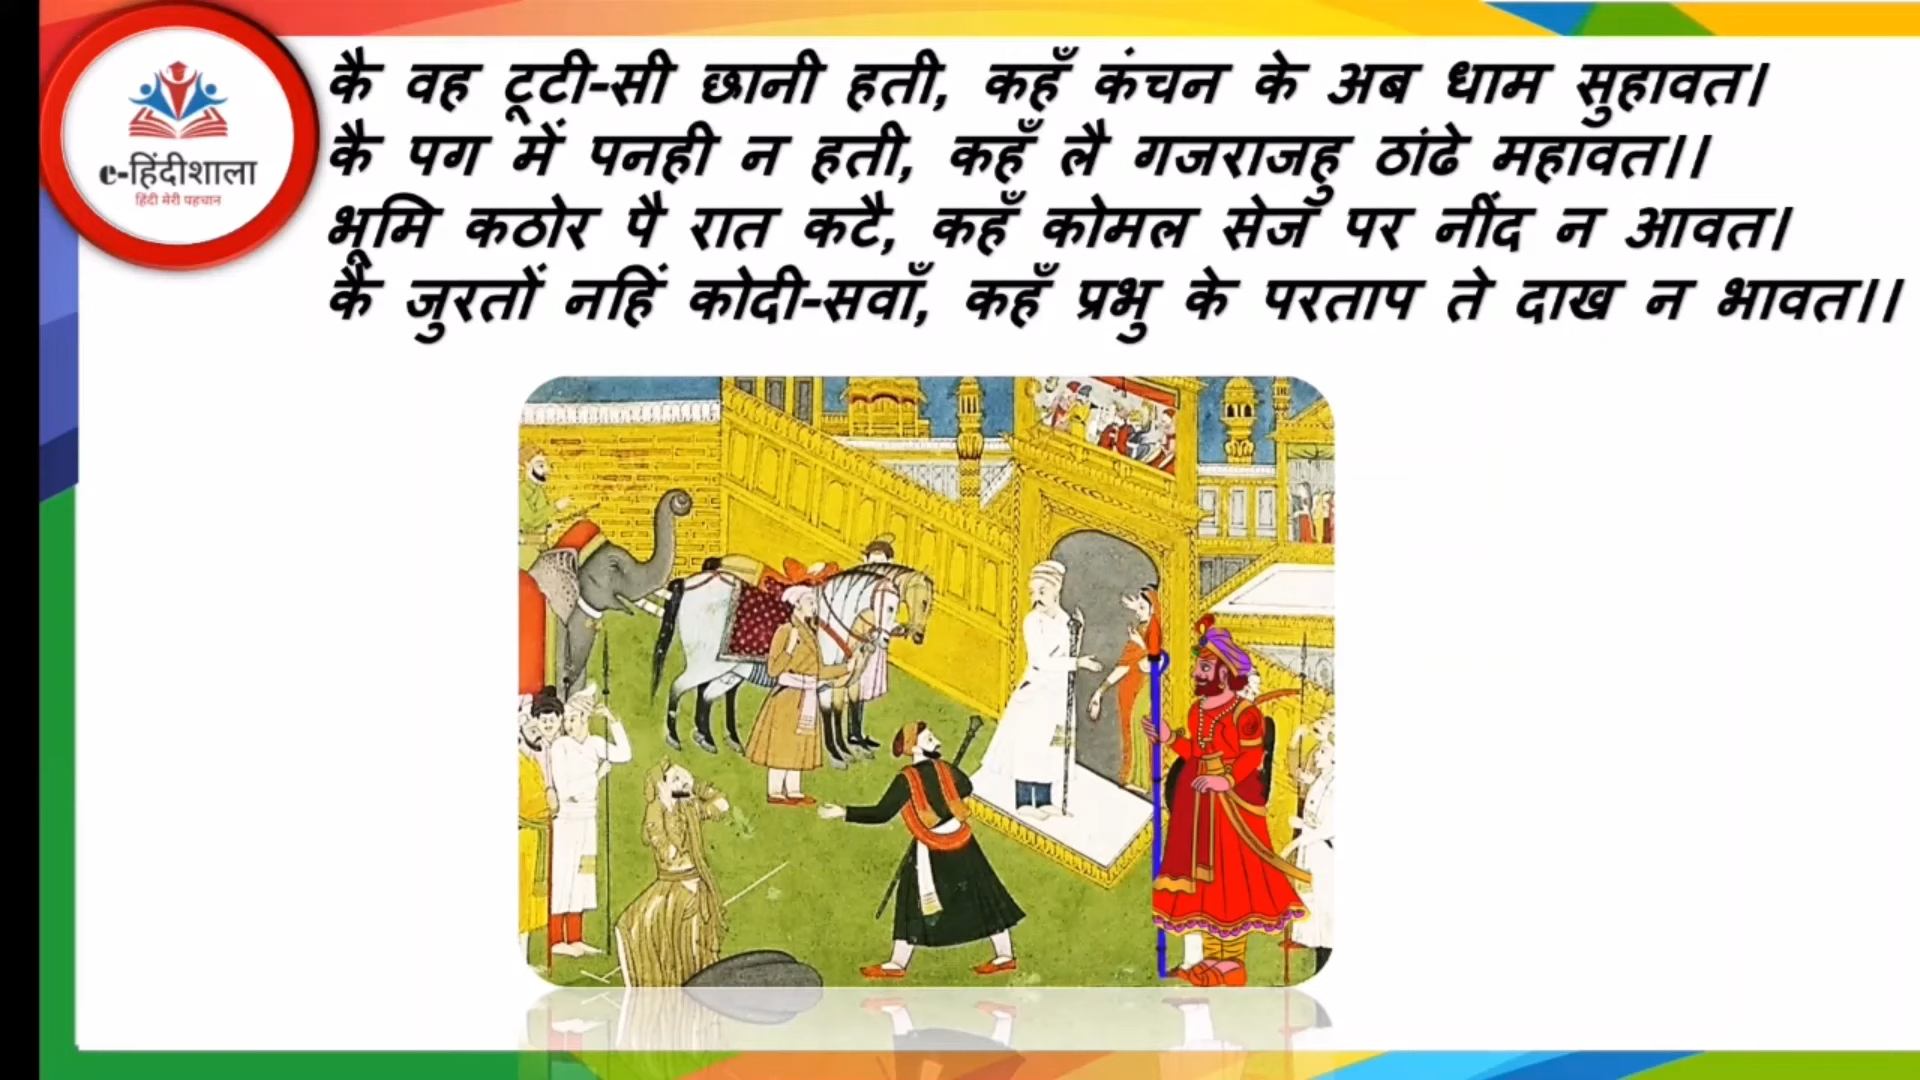 e-हिंदीशाला
हिंदी मेरी पहचान
कै वह टूटी-सी छानी हती, कहँ कंचन के अब धाम सुहावत।
कै पग में पनही न हती, कहँ लै गजराजहु ठांढे महावत।।
भूमि कठोर पै रात कटै, कहँ कोमल सेज पर नींद न आवत।
कै जुरतों नहिं कोदी-सवाँ, कहँ प्रभु के परताप ते दाख न भावत।।